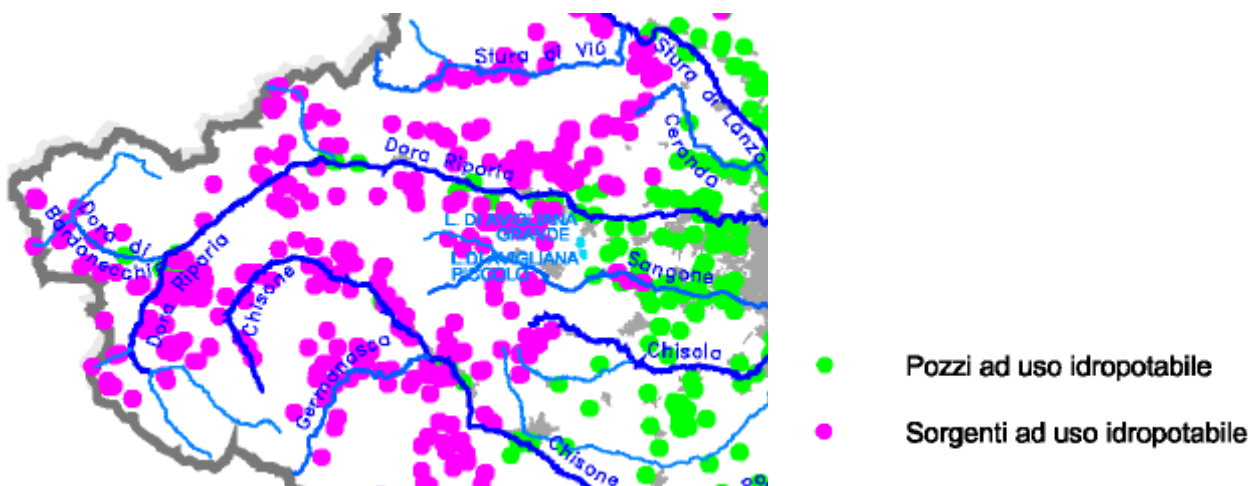 Stura di Viù
Stura di Lanzo
Ceronda
Dora Riparia
L. DI AVIGLIANA
GRANDE
L. DI AVIGLIANA
PICCOLO
Sangone
Dora di
Bardonecchia
Dora Riparia
Chisone
Germanasca
Chisola
Chisone
Pozzi ad uso idropotabile
Sorgenti ad uso idropotabile